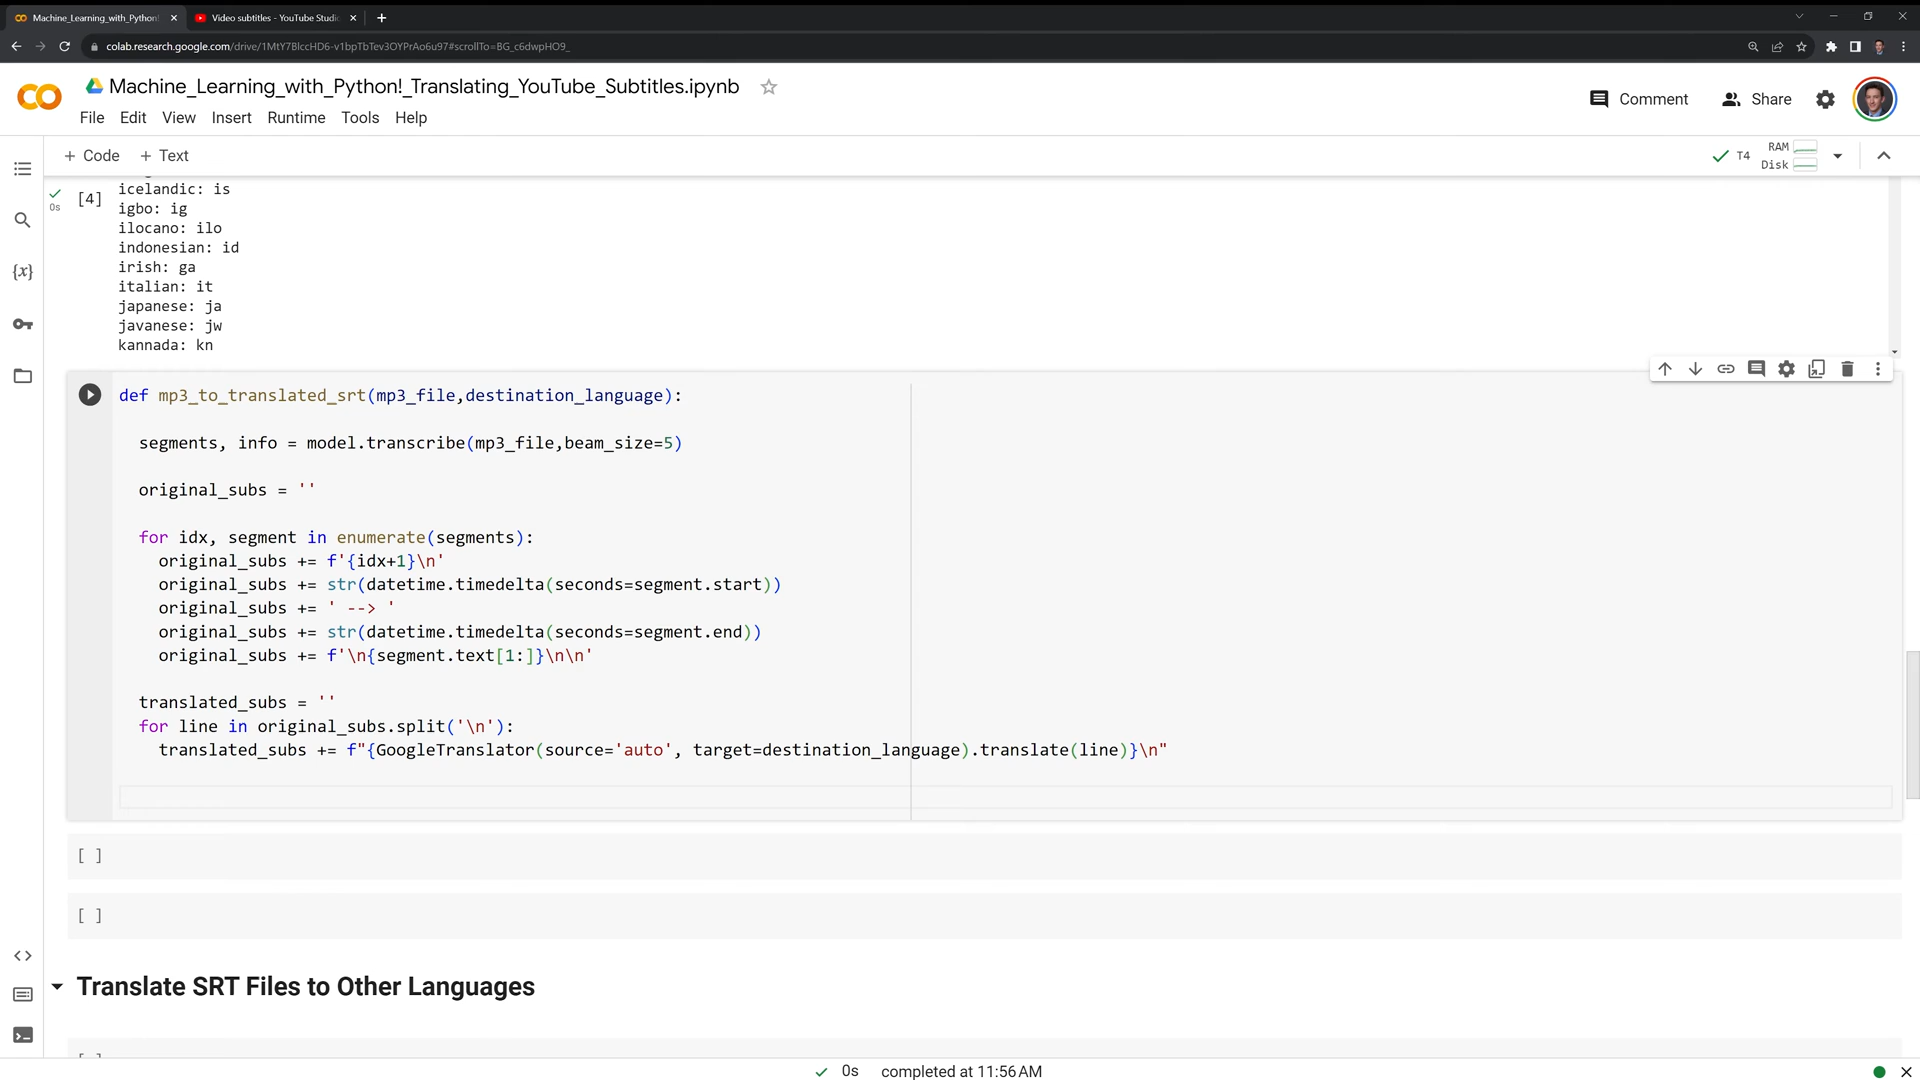 Machine_Learning_with_Python!
Video subtitles - YouTube Studio
colab.research.google.com/drive/1MtY7BlccHD6-v1bpTbTev3OYPrAo6u97#scrollTo=BG_c6dwpHO9_
Machine_Learning_with_Python!_Translating_YouTube_Subtitles.ipynb
File Edit View Insert Runtime Tools Help
Comment Share
+ Code + Text
T4 RAM
Disk
icelandic: is
0s [4]
igbo: ig
ilocano: ilo
indonesian: id
irish: ga
italian: it
japanese: ja
javanese: jw
kannada: kn
def mp3_to_translated_srt(mp3_file,destination_language):
segments, info = model.transcribe(mp3_file,beam_size=5)
original_subs = ''
for idx, segment in enumerate(segments):
original_subs += f'{idx+1}\n'
original_subs += str(datetime.timedelta(seconds=segment.start))
original_subs += ' --> '
original_subs += str(datetime.timedelta(seconds=segment.end))
original_subs += f'\n{segment.text[1:]}\n\n'
translated_subs = ''
for line in original_subs.split('\n'):
translated_subs += f"{GoogleTranslator(source='auto', target=destination_language).translate(line)}\n"
[ ]
[ ]
Translate SRT Files to Other Languages
[ ]
0s completed at 11:56 AM